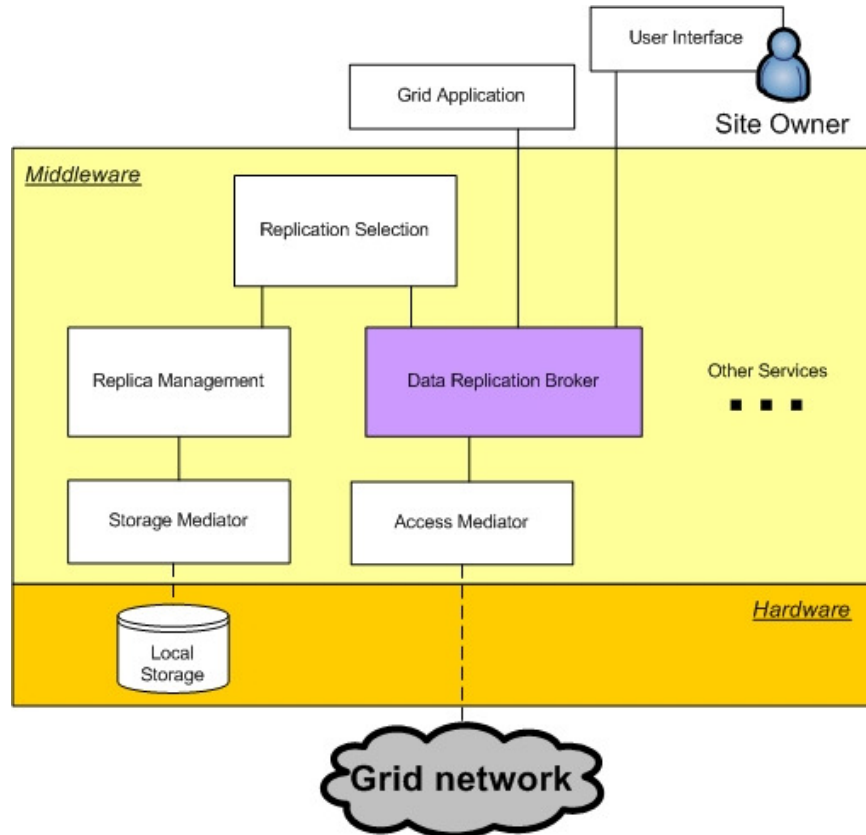 User Interface
Grid Application
Site Owner
Middleware
Replication Selection
Replica Management
Data Replication Broker
Other Services
Storage Mediator
Access Mediator
Hardware
Local
Storage
Grid network